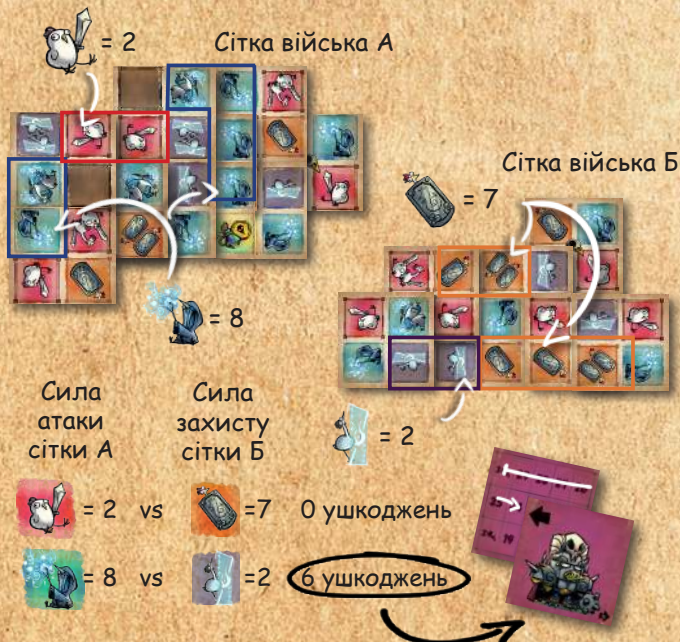 = 2
Сітка війська А
Сітка війська Б
= 7
= 8
= 2
Сила
атаки
сітки А
Сила
захисту
сітки Б
= 2 vs =7 0 ушкоджень
= 8 vs =2 6 ушкоджень